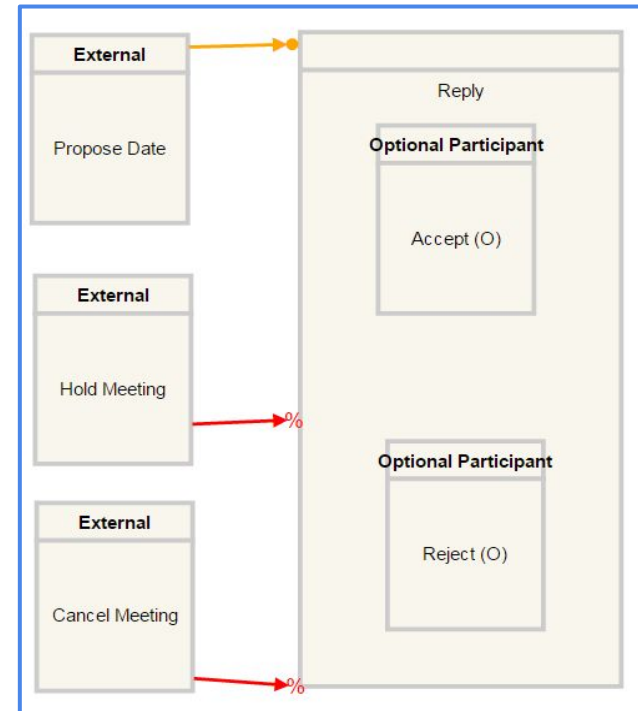 External
Propose Date
External
Hold Meeting
%
External
Cancel Meeting
%
Reply
Optional Participant
Accept (O)
Optional Participant
Reject (O)